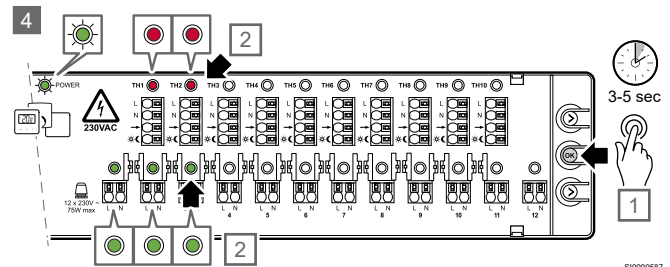 4
2
POWER
TH1 TH2 TH3 TH4 TH5 TH6 TH7 TH8 TH9 TH10
3-5 sec
230VAC
L
N
OK
12 x 230V ~
75W max
L N L N L N L N L N L N L N L N L N L N L N
4 5 6 7 8 9 10 11 12
1
2
SI0000587